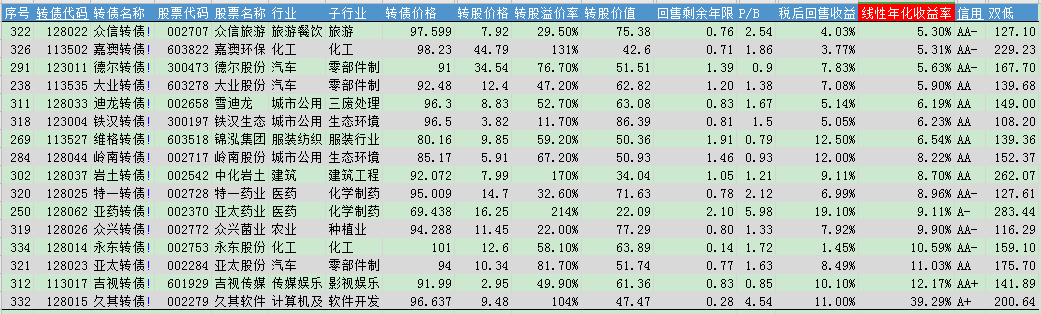 序号 转债代码 转债名称 股票代码 股票名称 行业 子行业 转债价格 转股价格 转股溢价率 转股价值 回售剩余年限 P/B 税后回售收益 线性年化收益率 信用 双低
322 128022 众信转债! 002707 众信旅游 旅游餐饮 旅游 97.599 7.92 29.50% 75.38 0.76 2.54 4.03% 5.30% AA- 127.10
326 113502 嘉澳转债! 603822 嘉澳环保 化工 化工 98.23 44.79 131% 42.6 0.71 1.86 3.77% 5.31% AA- 229.23
291 123011 德尔转债! 300473 德尔股份 汽车 零部件制 91 34.54 76.70% 51.51 1.39 0.9 7.83% 5.63% AA- 167.70
238 113535 大业转债! 603278 大业股份 汽车 零部件制 92.48 12.4 47.20% 62.82 1.20 1.38 7.08% 5.90% AA 139.68
311 128033 迪龙转债! 002658 雪迪龙 城市公用 三废处理 96.3 8.83 52.70% 63.08 0.83 1.67 5.14% 6.19% AA 149.00
318 123004 铁汉转债! 300197 铁汉生态 城市公用 生态环境 96.5 3.82 11.70% 86.39 0.81 1.5 5.05% 6.23% AA 108.20
269 113527 维格转债! 603518 锦泓集团 服装纺织 服装行业 80.16 9.85 59.20% 50.36 1.91 0.79 12.50% 6.54% AA 139.36
284 128044 岭南转债! 002717 岭南股份 城市公用 生态环境 85.17 5.91 67.20% 50.93 1.46 0.93 12.00% 8.22% AA 152.37
302 128037 岩土转债! 002542 中化岩土 建筑 建筑工程 92.072 7.99 170% 34.04 1.05 1.21 9.11% 8.70% AA 262.07
320 128025 特一转债! 002728 特一药业 医药 化学制药 95.009 14.7 32.60% 71.63 0.78 2.12 6.99% 8.96% AA- 127.61
250 128062 亚药转债! 002370 亚太药业 医药 化学制药 69.438 16.25 214% 22.09 2.10 5.98 19.10% 9.11% A- 283.44
319 128026 众兴转债! 002772 众兴菌业 农业 种植业 94.288 11.45 22.00% 77.29 0.80 1.33 7.92% 9.90% AA- 116.29
334 128014 永东转债! 002753 永东股份 化工 化工 101 12.6 58.10% 63.89 0.14 1.72 1.45% 10.59% AA- 159.10
321 128023 亚太转债! 002284 亚太股份 汽车 零部件制 94 10.34 81.70% 51.74 0.77 1.63 8.49% 11.03% AA 175.70
312 113017 吉视转债! 601929 吉视传媒 传媒娱乐 影视娱乐 91.99 2.95 49.90% 61.36 0.83 0.85 10.10% 12.17% AA+ 141.89
332 128015 久其转债! 002279 久其软件 计算机及 软件开发 96.637 9.48 104% 47.47 0.28 4.54 11.00% 39.29% A+ 200.64